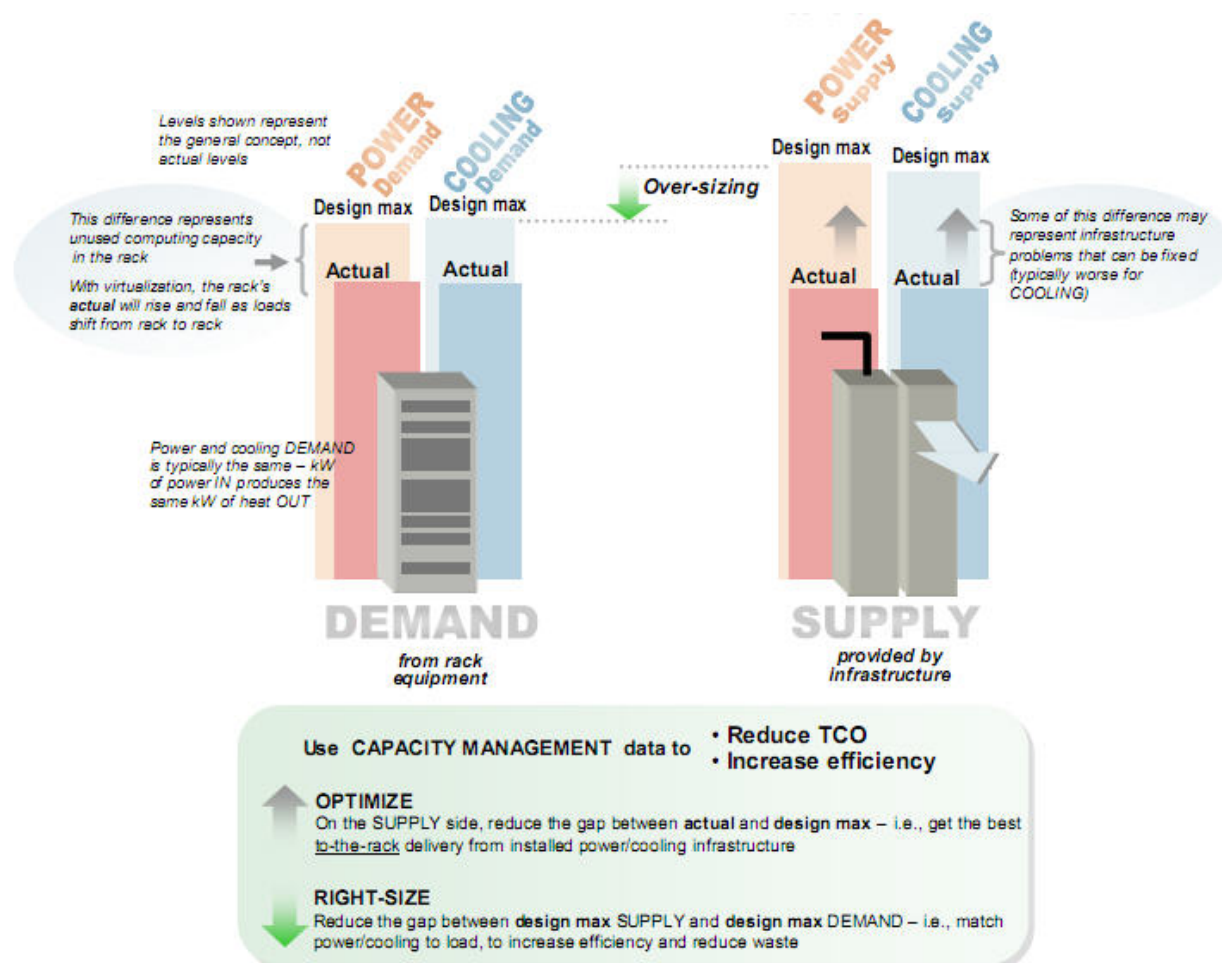 Levels shown represent
the general concept, not
actual levels
POWER
Demand
COOLING
Demand
POWER
Supply
COOLING
Supply
Design max
Design max
Design max
Design max
Over-sizing
This difference represents
unused computing capacity
in the rack
With virtualization, the rack's
actual will rise and fall as loads
shift from rack to rack
Actual
Actual
Actual
Actual
Some of this difference may
represent infrastructure
problems that can be fixed
(typically worse for
COOLING)
Power and cooling DEMAND
is typically the same – kW
of power IN produces the
same kW of heat OUT
DEMAND
from rack
equipment
SUPPLY
provided by
infrastructure
Use CAPACITY MANAGEMENT data to
• Reduce TCO
• Increase efficiency
OPTIMIZE
On the SUPPLY side, reduce the gap between actual and design max – i.e., get the best
to-the-rack delivery from installed power/cooling infrastructure
RIGHT-SIZE
Reduce the gap between design max SUPPLY and design max DEMAND – i.e., match
power/cooling to load, to increase efficiency and reduce waste